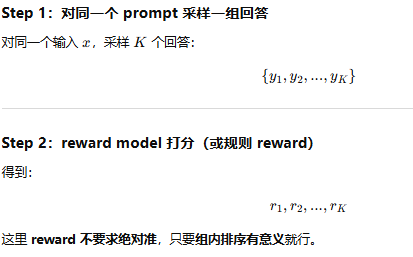 Step 1：对同一个 prompt 采样一组回答
对同一个输入 x，采样 K 个回答：
{y₁, y₂, ..., y_K}
Step 2：reward model 打分（或规则 reward）
得到：
r₁, r₂, ..., r_K
这里 reward 不要求绝对准，只要组内排序有意义就行。